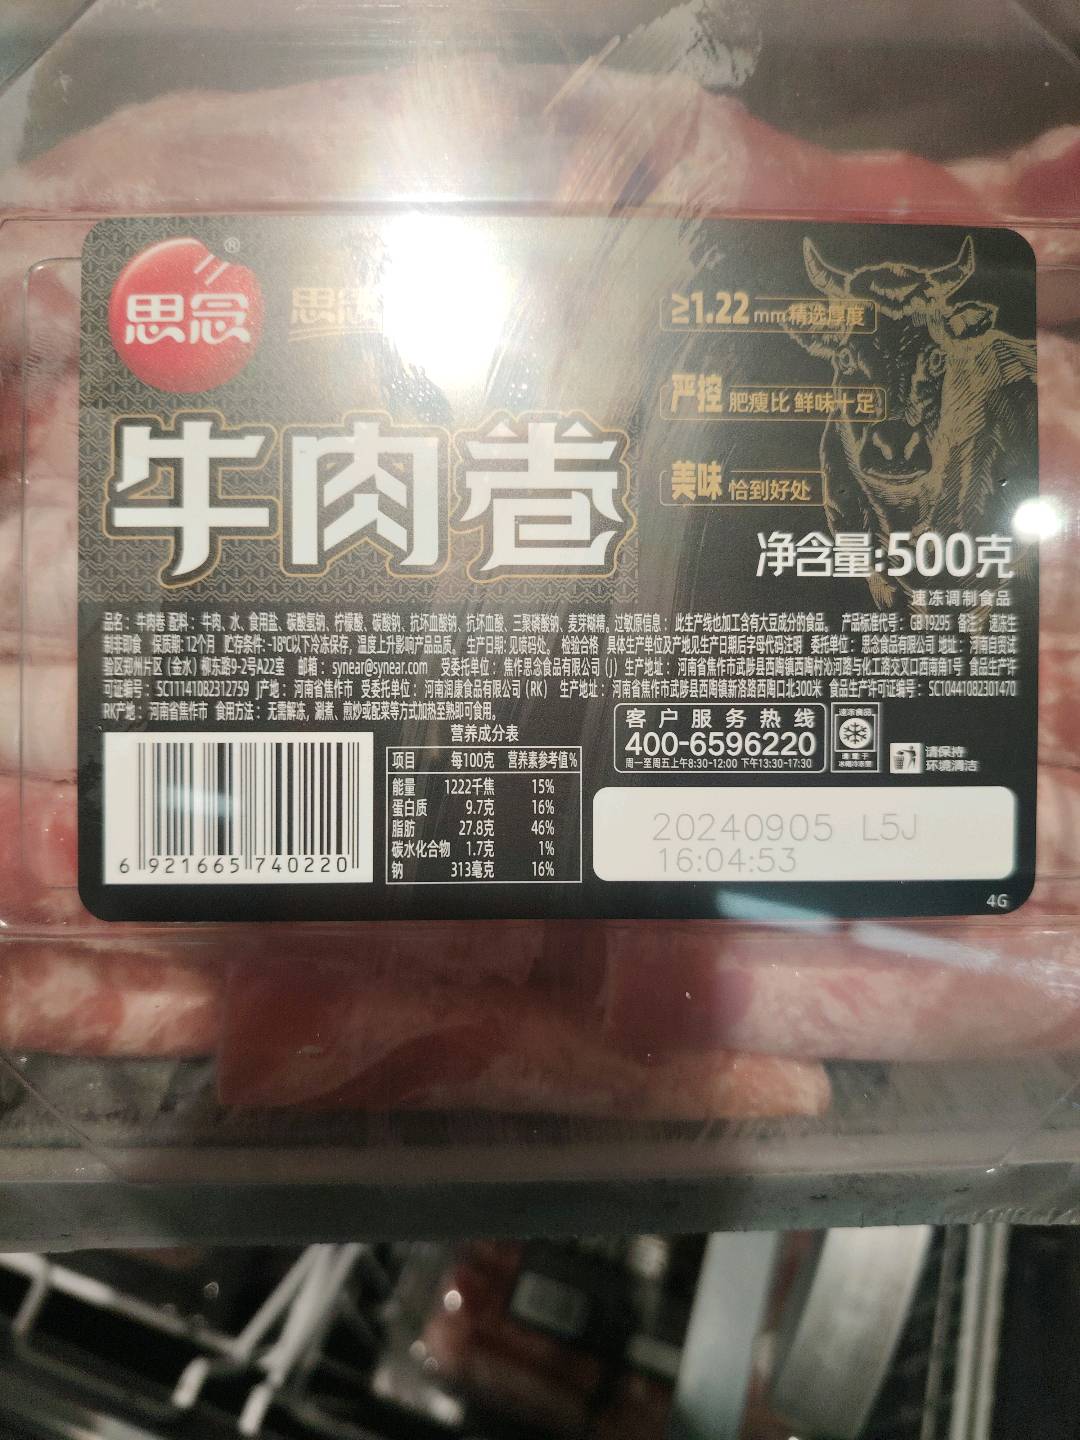 思念®
思念
≥1.22mm精选厚度
严控 肥瘦比 鲜味十足
美味 恰到好处
牛肉卷
净含量:500克
速冻调制食品
品名：牛肉卷 配料：牛肉、水、食用盐、碳酸氢钠、柠檬酸、碳酸钠、抗坏血酸钠、抗坏血酸、三聚磷酸钠、麦芽糊精。过敏原信息：此生产线也加工含有大豆成分的食品。 产品标准代号：GB 19295 备注：速冻生
制非即食 保质期：12个月 贮存条件：-18℃以下冷冻保存，温度上升影响产品品质。 生产日期：见喷码处。 检验合格 具体生产单位及产地见生产日期后字母代码注明 委托单位：思念食品有限公司 地址：河南自贸试
验区郑州片区（金水）柳东路9-2号A22室 邮箱：synear@synear.com 受委托单位：焦作思念食品有限公司（J）生产地址：河南省焦作市武陟县西陶镇西陶村沁河路与化工路交叉口西南角1号 食品生产许
可证编号：SC11141082312759 J产地：河南省焦作市 受委托单位：河南润康食品有限公司（RK） 生产地址：河南省焦作市武陟县西陶镇新洛路西陶口北300米 食品生产许可证编号：SC10441082301470
RK产地：河南省焦作市 食用方法：无需解冻，涮煮、煎炒或配菜等方式加热至熟即可食用。
营养成分表
项目 每100克 营养素参考值%
能量 1222千焦 15%
蛋白质 9.7克 16%
脂肪 27.8克 46%
碳水化合物 1.7克 1%
钠 313毫克 16%
客户服务热线
400-6596220
周一至周五上午8:30-12:00 下午13:30-17:30
速冻食品
请保持
环境清洁
6 921665 740220
20240905 L5J
16:04:53
4G